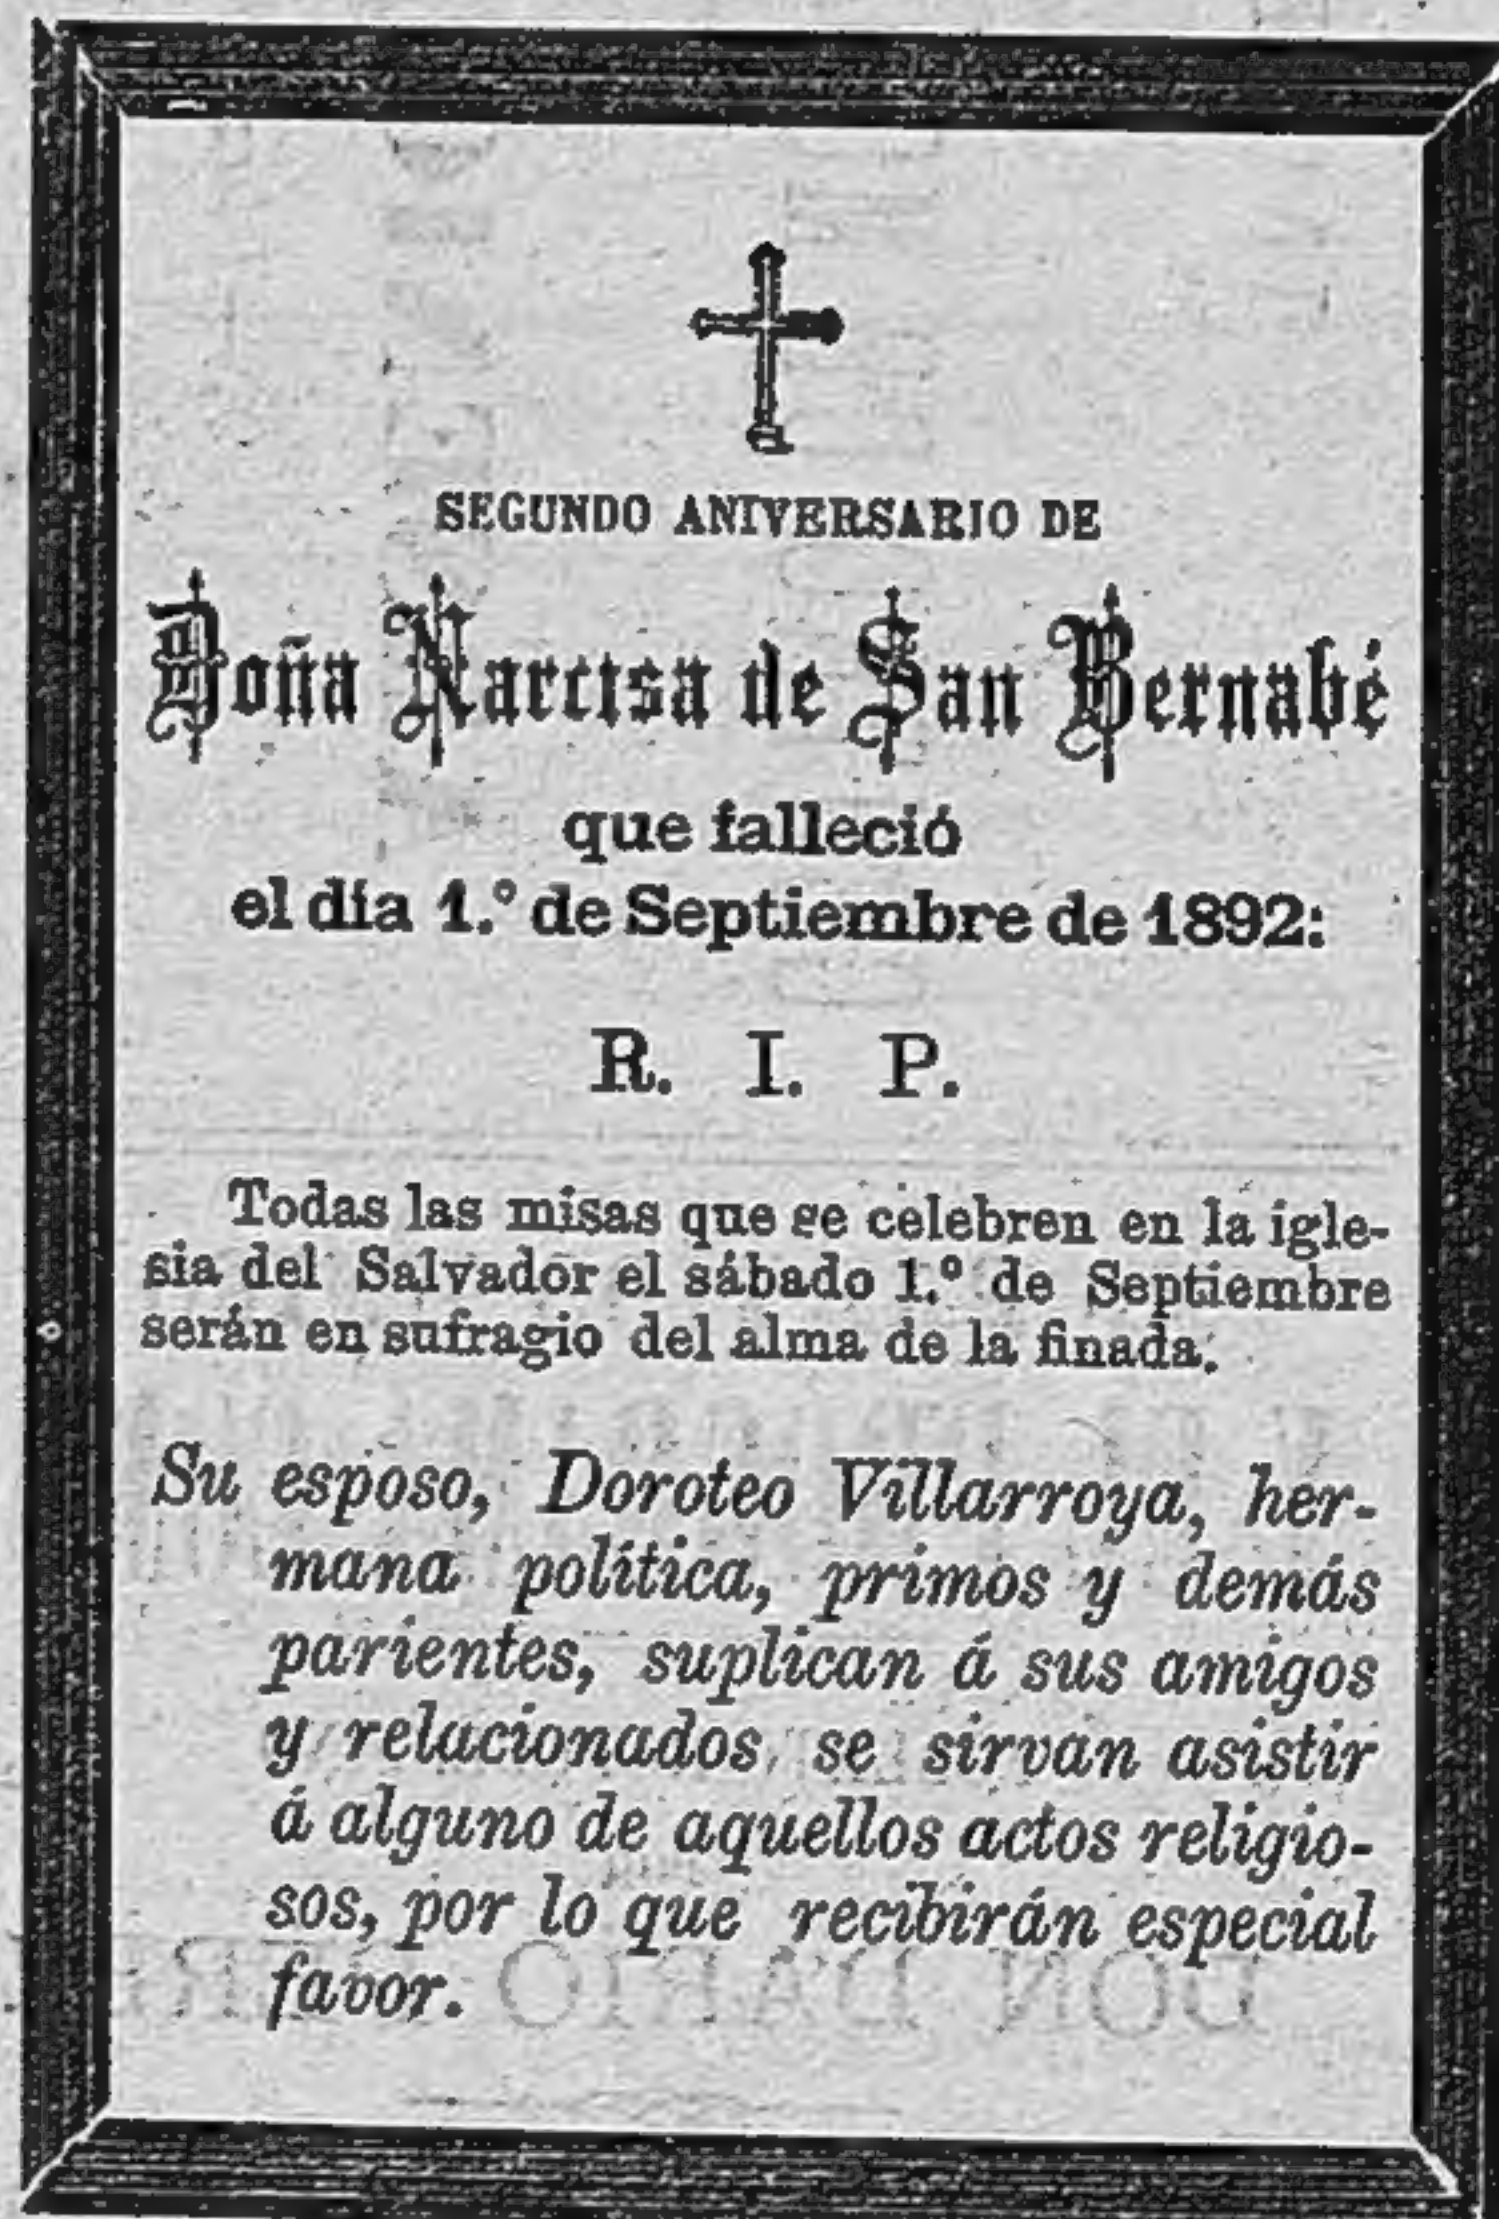 SEGUNDO ANIVERSARIO DE
Doña Narcisa de San Bernabé
que falleció
el día 1.º de Septiembre de 1892:
R. I. P.
Todas las misas que se celebren en la igle-
sia del Salvador el sábado 1.º de Septiembre
serán en sufragio del alma de la finada.
Su esposo, Doroteo Villarroya, her-
mana política, primos y demás
parientes, suplican á sus amigos
y relacionados se sirvan asistir
á alguno de aquellos actos religio-
sos, por lo que recibirán especial
favor.